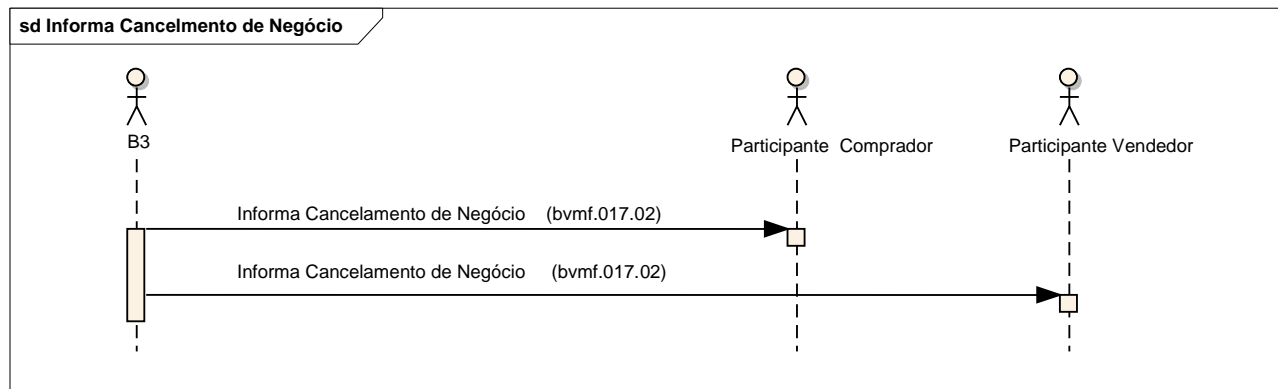 sd Informa Cancelmento de Negócio
B3
Participante Comprador
Participante Vendedor
Informa Cancelamento de Negócio (bvmf.017.02)
Informa Cancelamento de Negócio (bvmf.017.02)